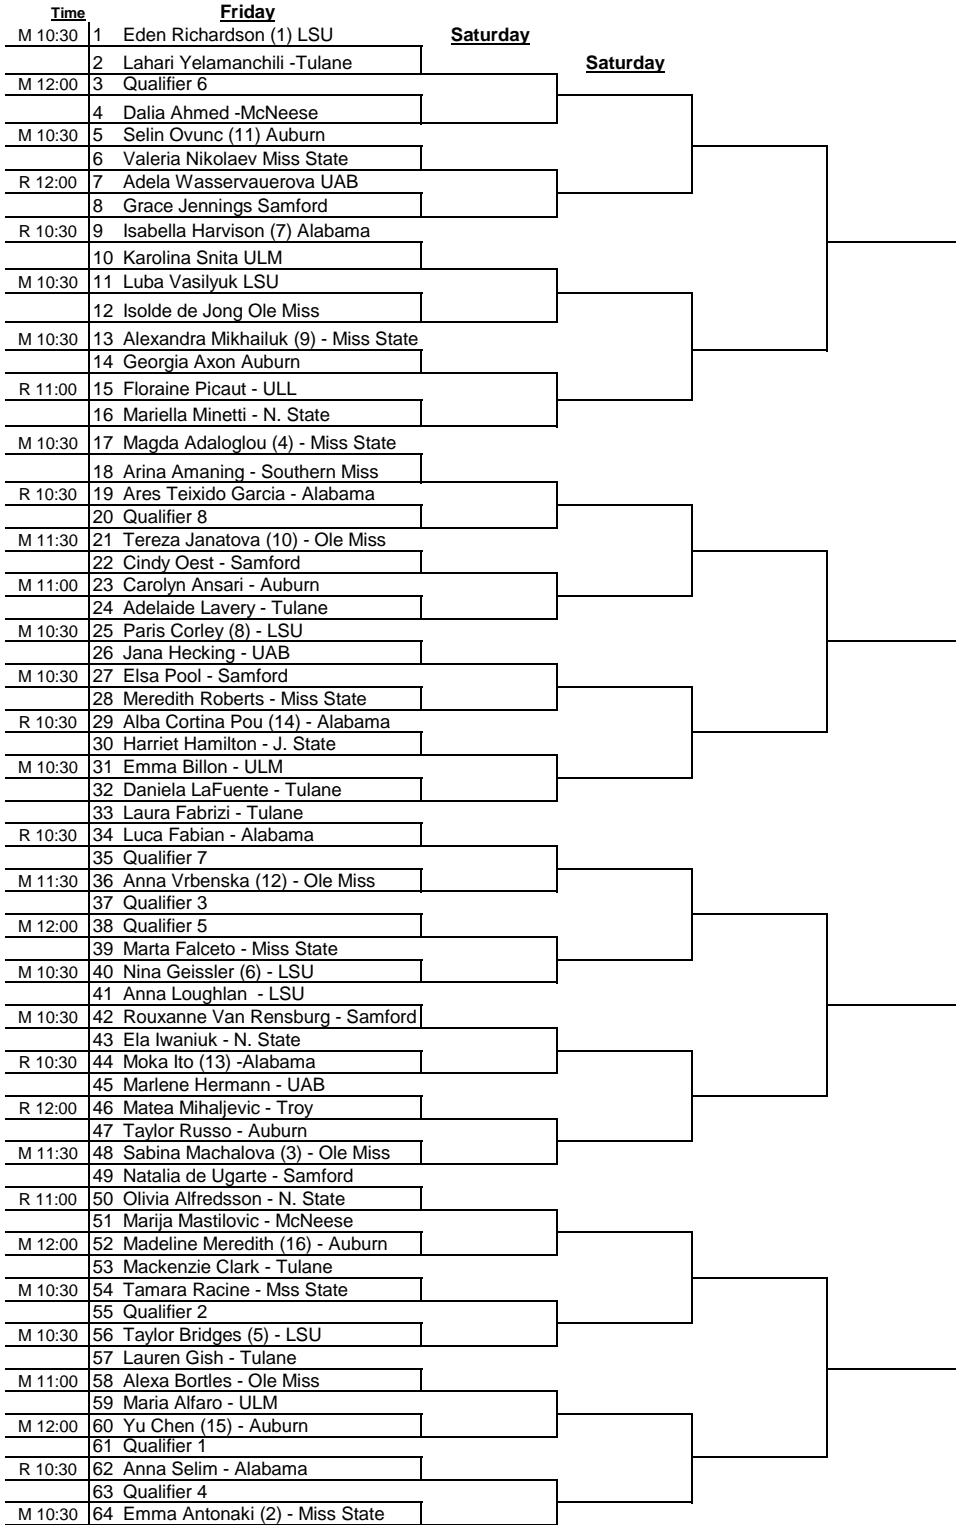 Time Friday
M 10:30 1 Eden Richardson (1) LSU Saturday
2 Lahari Yelamanchili -Tulane Saturday
M 12:00 3 Qualifier 6
4 Dalia Ahmed -McNeese
M 10:30 5 Selin Ovunc (11) Auburn
6 Valeria Nikolaev Miss State
R 12:00 7 Adela Wasservauerova UAB
8 Grace Jennings Samford
R 10:30 9 Isabella Harvison (7) Alabama
10 Karolina Snita ULM
M 10:30 11 Luba Vasilyuk LSU
12 Isolde de Jong Ole Miss
M 10:30 13 Alexandra Mikhailuk (9) - Miss State
14 Georgia Axon Auburn
R 11:00 15 Floraine Picaut - ULL
16 Mariella Minetti - N. State
M 10:30 17 Magda Adaloglou (4) - Miss State
18 Arina Amaning - Southern Miss
R 10:30 19 Ares Teixido Garcia - Alabama
20 Qualifier 8
M 11:30 21 Tereza Janatova (10) - Ole Miss
22 Cindy Oest - Samford
M 11:00 23 Carolyn Ansari - Auburn
24 Adelaide Lavery - Tulane
M 10:30 25 Paris Corley (8) - LSU
26 Jana Hecking - UAB
M 10:30 27 Elsa Pool - Samford
28 Meredith Roberts - Miss State
R 10:30 29 Alba Cortina Pou (14) - Alabama
30 Harriet Hamilton - J. State
M 10:30 31 Emma Billon - ULM
32 Daniela LaFuente - Tulane
33 Laura Fabrizi - Tulane
R 10:30 34 Luca Fabian - Alabama
35 Qualifier 7
M 11:30 36 Anna Vrbenska (12) - Ole Miss
37 Qualifier 3
M 12:00 38 Qualifier 5
39 Marta Falceto - Miss State
M 10:30 40 Nina Geissler (6) - LSU
41 Anna Loughlan - LSU
M 10:30 42 Rouxanne Van Rensburg - Samford
43 Ela Iwaniuk - N. State
R 10:30 44 Moka Ito (13) -Alabama
45 Marlene Hermann - UAB
R 12:00 46 Matea Mihaljevic - Troy
47 Taylor Russo - Auburn
M 11:30 48 Sabina Machalova (3) - Ole Miss
49 Natalia de Ugarte - Samford
R 11:00 50 Olivia Alfredsson - N. State
51 Marija Mastilovic - McNeese
M 12:00 52 Madeline Meredith (16) - Auburn
53 Mackenzie Clark - Tulane
M 10:30 54 Tamara Racine - Mss State
55 Qualifier 2
M 10:30 56 Taylor Bridges (5) - LSU
57 Lauren Gish - Tulane
M 11:00 58 Alexa Bortles - Ole Miss
59 Maria Alfaro - ULM
M 12:00 60 Yu Chen (15) - Auburn
61 Qualifier 1
R 10:30 62 Anna Selim - Alabama
63 Qualifier 4
M 10:30 64 Emma Antonaki (2) - Miss State